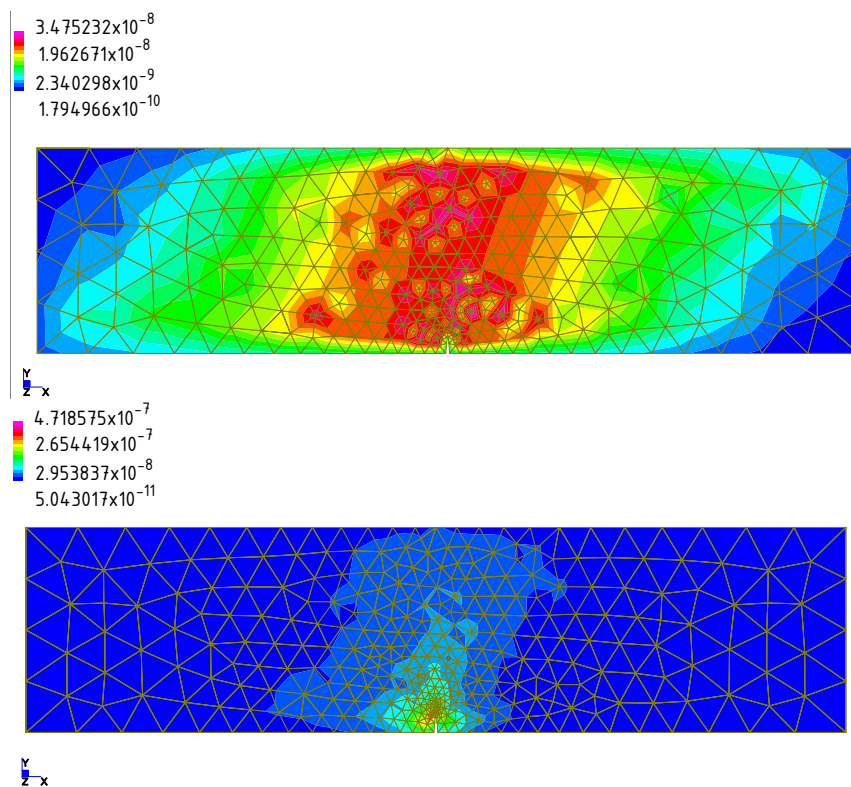 3.475232x10⁻⁸
1.962671x10⁻⁸
2.340298x10⁻⁹
1.794966x10⁻¹⁰
Y
Z X
4.718575x10⁻⁷
2.654419x10⁻⁷
2.953837x10⁻⁸
5.043017x10⁻¹¹
Y
Z X